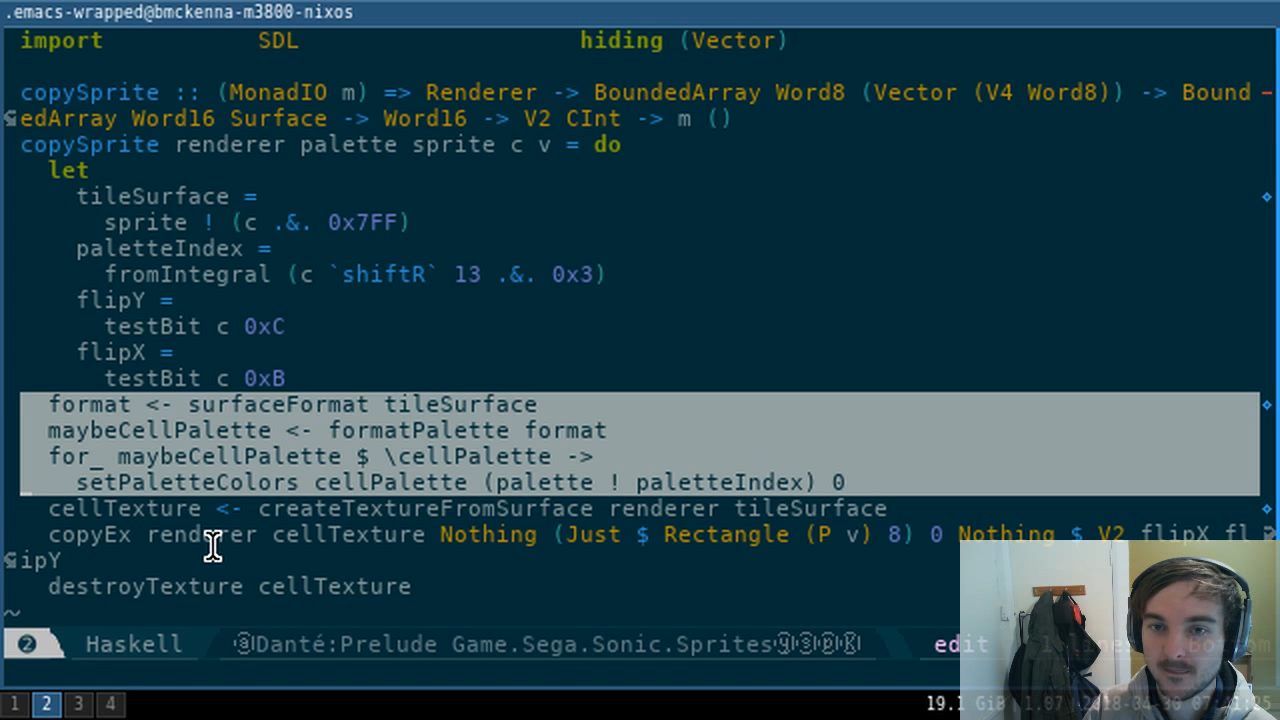 .emacs-wrapped@bmckenna-m3800-nixos
import SDL hiding (Vector)
copySprite :: (MonadIO m) => Renderer -> BoundedArray Word8 (Vector (V4 Word8)) -> Bound
edArray Word16 Surface -> Word16 -> V2 CInt -> m ()
copySprite renderer palette sprite c v = do
let
tileSurface =
sprite ! (c .&. 0x7FF)
paletteIndex =
fromIntegral (c `shiftR` 13 .&. 0x3)
flipY =
testBit c 0xC
flipX =
testBit c 0xB
format <- surfaceFormat tileSurface
maybeCellPalette <- formatPalette format
for_ maybeCellPalette $ \cellPalette ->
setPaletteColors cellPalette (palette ! paletteIndex) 0
cellTexture <- createTextureFromSurface renderer tileSurface
copyEx renderer cellTexture Nothing (Just $ Rectangle (P v) 8) 0 Nothing $ V2 flipX fl
ipY
destroyTexture cellTexture
~
2 Haskell Danté:Prelude Game.Sega.Sonic.Sprites edit
1 2 3 4 19.1 GiB